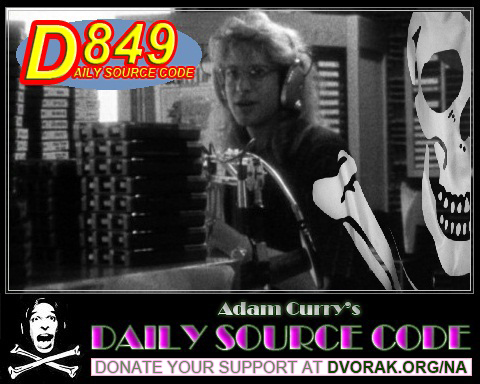 D849
DAILY SOURCE CODE
Adam Curry's
DAILY SOURCE CODE
DONATE YOUR SUPPORT AT DVORAK.ORG/NA